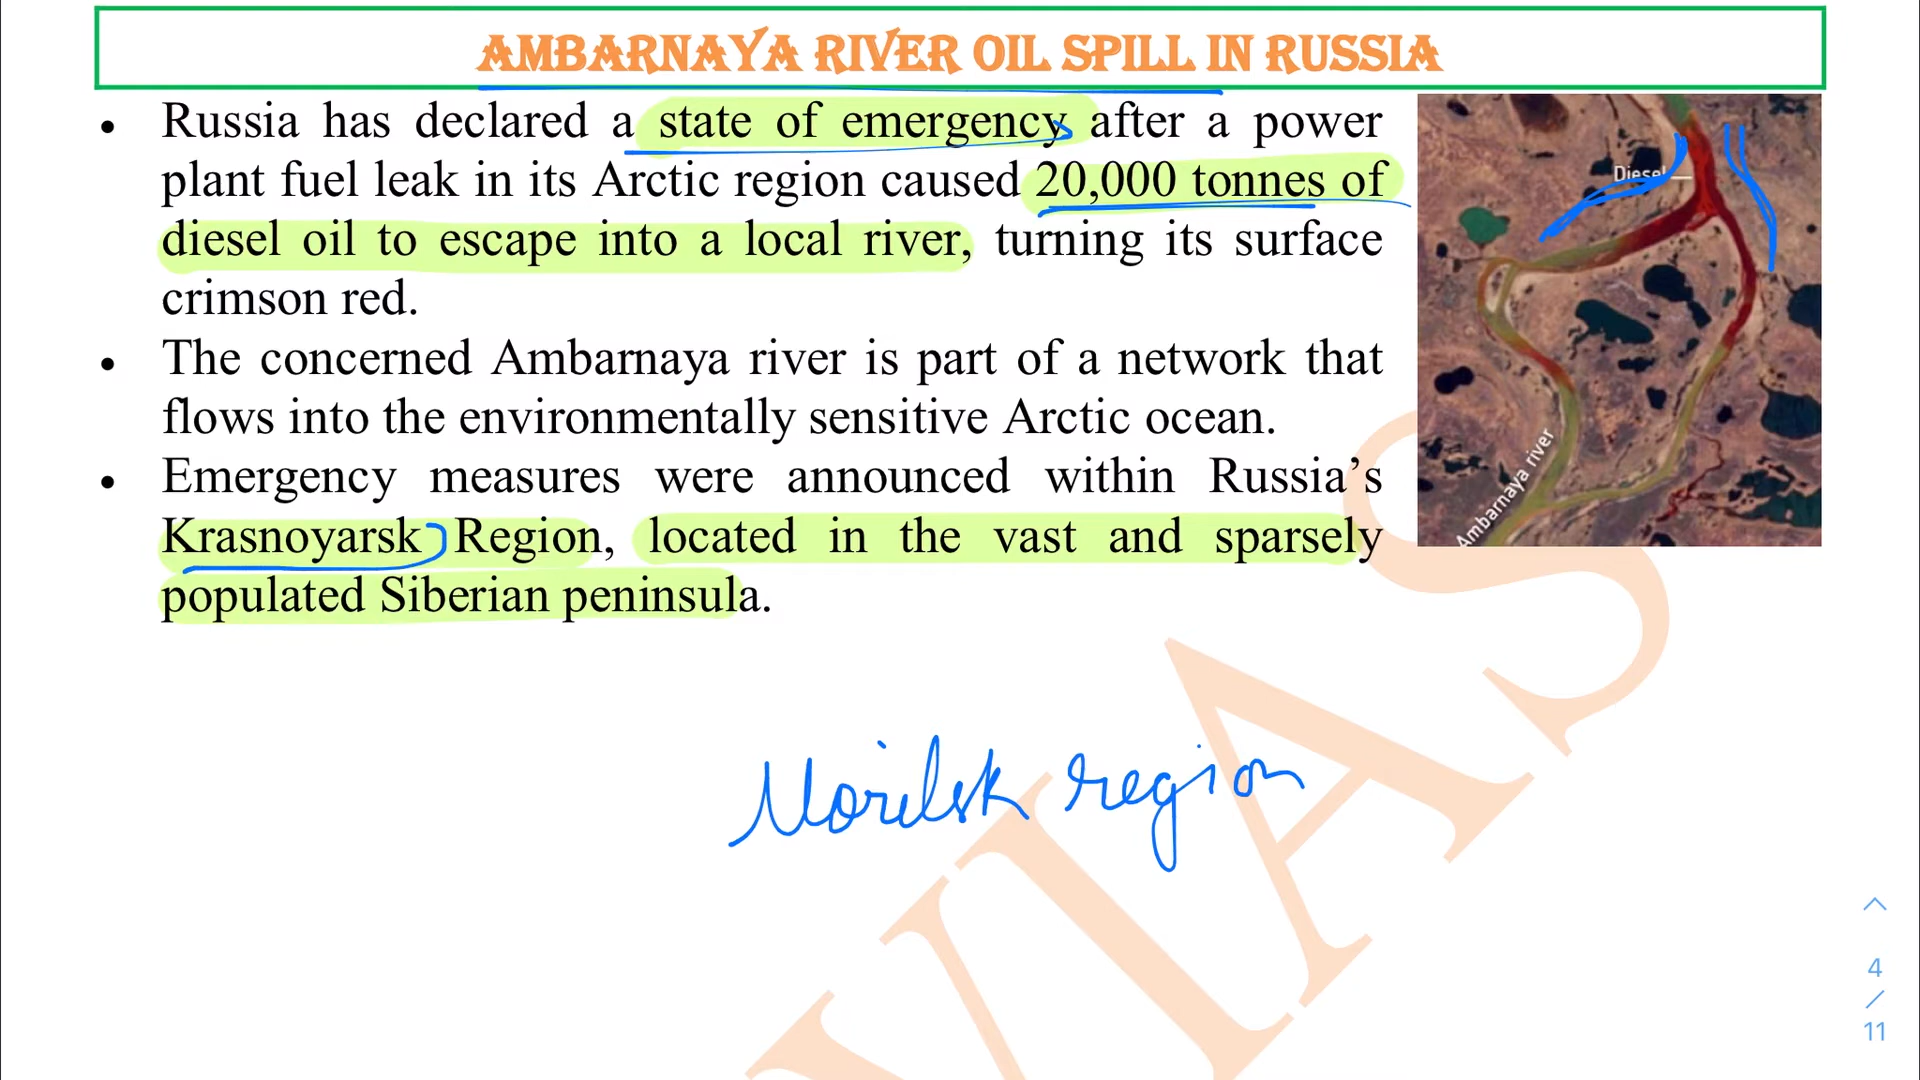 AMBARNAYA RIVER OIL SPILL IN RUSSIA
• Russia has declared a state of emergency after a power
plant fuel leak in its Arctic region caused 20,000 tonnes of
diesel oil to escape into a local river, turning its surface
crimson red.
• The concerned Ambarnaya river is part of a network that
flows into the environmentally sensitive Arctic ocean.
• Emergency measures were announced within Russia’s
Krasnoyarsk Region, located in the vast and sparsely
populated Siberian peninsula.
Diesel
Ambarnaya river
Norilsk region
VIAS
4
/
11